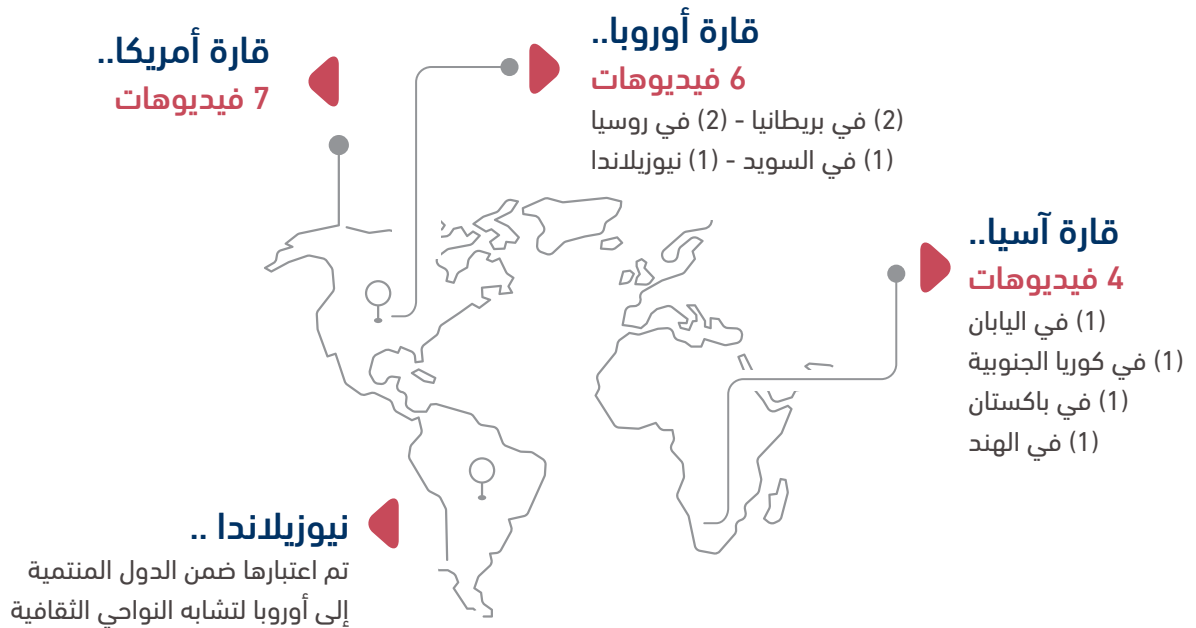 قارة أوروبا..
6 فيديوهات
(2) في بريطانيا - (2) في روسيا
(1) في السويد - (1) نيوزيلاندا
قارة أمريكا..
7 فيديوهات
قارة آسيا..
4 فيديوهات
(1) في اليابان
(1) في كوريا الجنوبية
(1) في باكستان
(1) في الهند
نيوزيلاندا ..
تم اعتبارها ضمن الدول المنتمية
إلى أوروبا لتشابه النواحي الثقافية